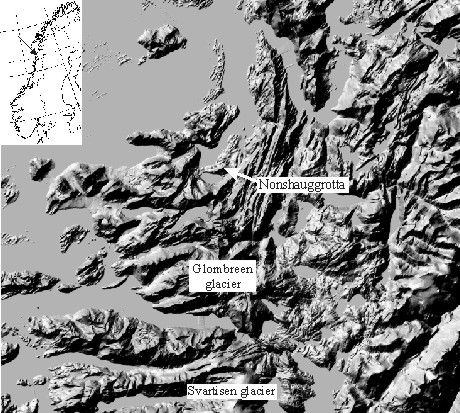 Nonshauggrotta
Glombreen
glacier
Svartisen glacier